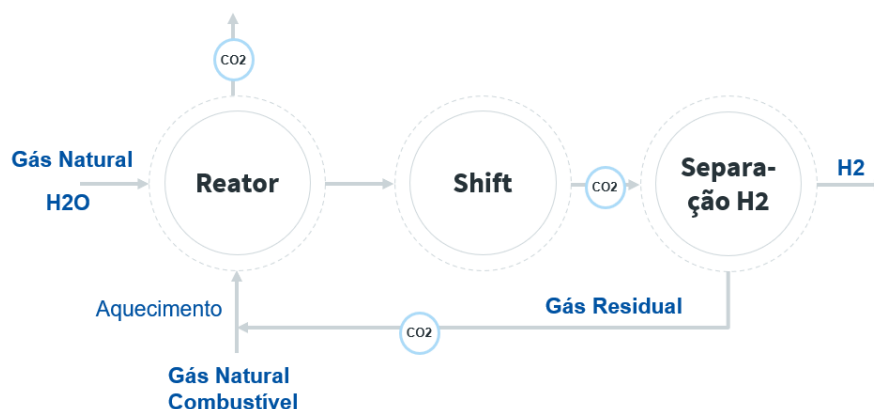 CO2
Gás Natural
H2O
Reator
Shift
CO2
Separa-
ção H2
H2
Aquecimento
Gás Residual
CO2
Gás Natural
Combustível